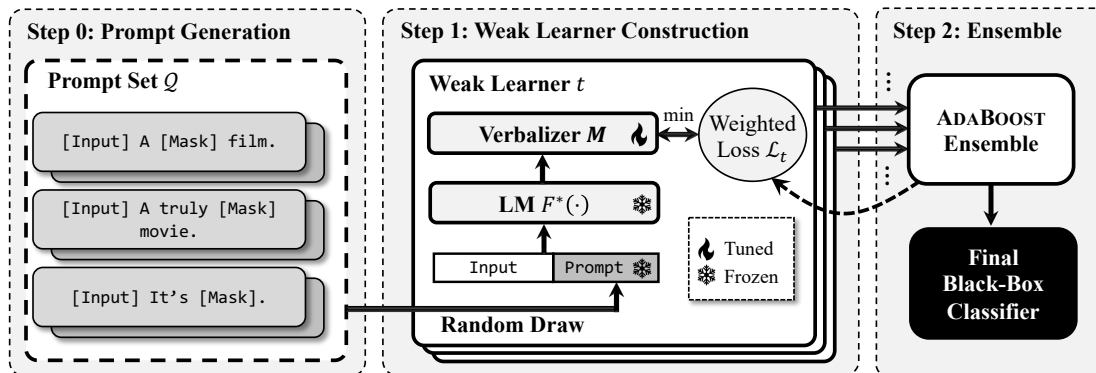 Step 0: Prompt Generation
Prompt Set 𝒬
[Input] A [Mask] film.
[Input] A truly [Mask]
movie.
[Input] It's [Mask].
Step 1: Weak Learner Construction
Weak Learner t
Verbalizer M
min
Weighted
Loss ℒₜ
LM F*(·)
Input
Prompt
Random Draw
Tuned
Frozen
Step 2: Ensemble
ADABOOST
Ensemble
Final
Black-Box
Classifier